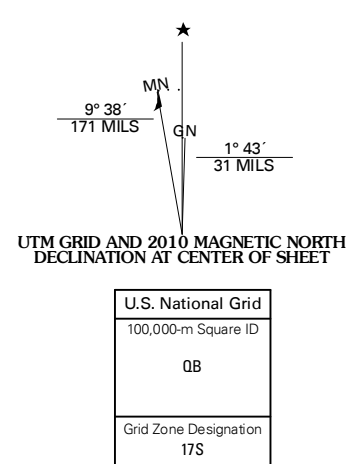 ★
MN
9° 38´
171 MILS
GN
1° 43´
31 MILS
UTM GRID AND 2010 MAGNETIC NORTH
DECLINATION AT CENTER OF SHEET
U.S. National Grid
100,000-m Square ID
QB
Grid Zone Designation
17S